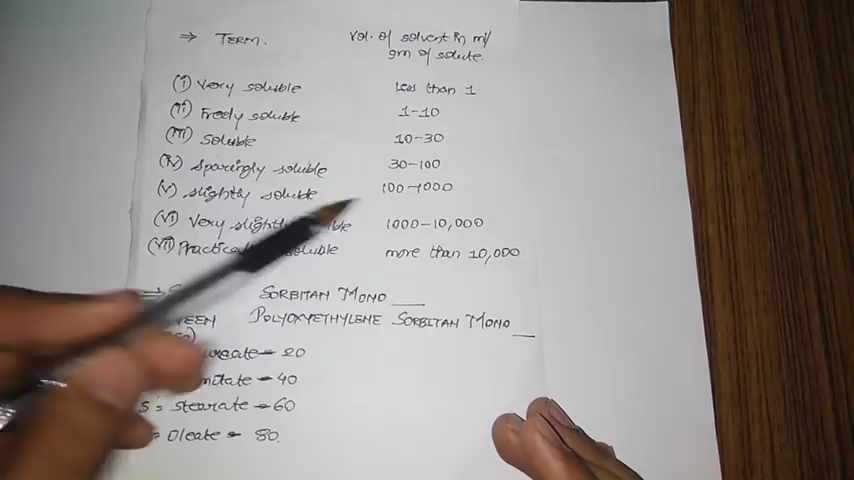 ⇒ TERM. Vol. of solvent in ml/
gm of solute.
(i) Very soluble Less than 1
(ii) Freely soluble 1-10
(iii) Soluble 10-30
(iv) Sparingly soluble 30-100
(v) slightly soluble 100-1000
(vi) Very 1000-10,000
(vii) more than 10,000
⇒ SORBITAN MONO ___
POLYOXYETHYLENE SORBITAN MONO __
20
40
S = Stearate - 60
= Oleate - 80.